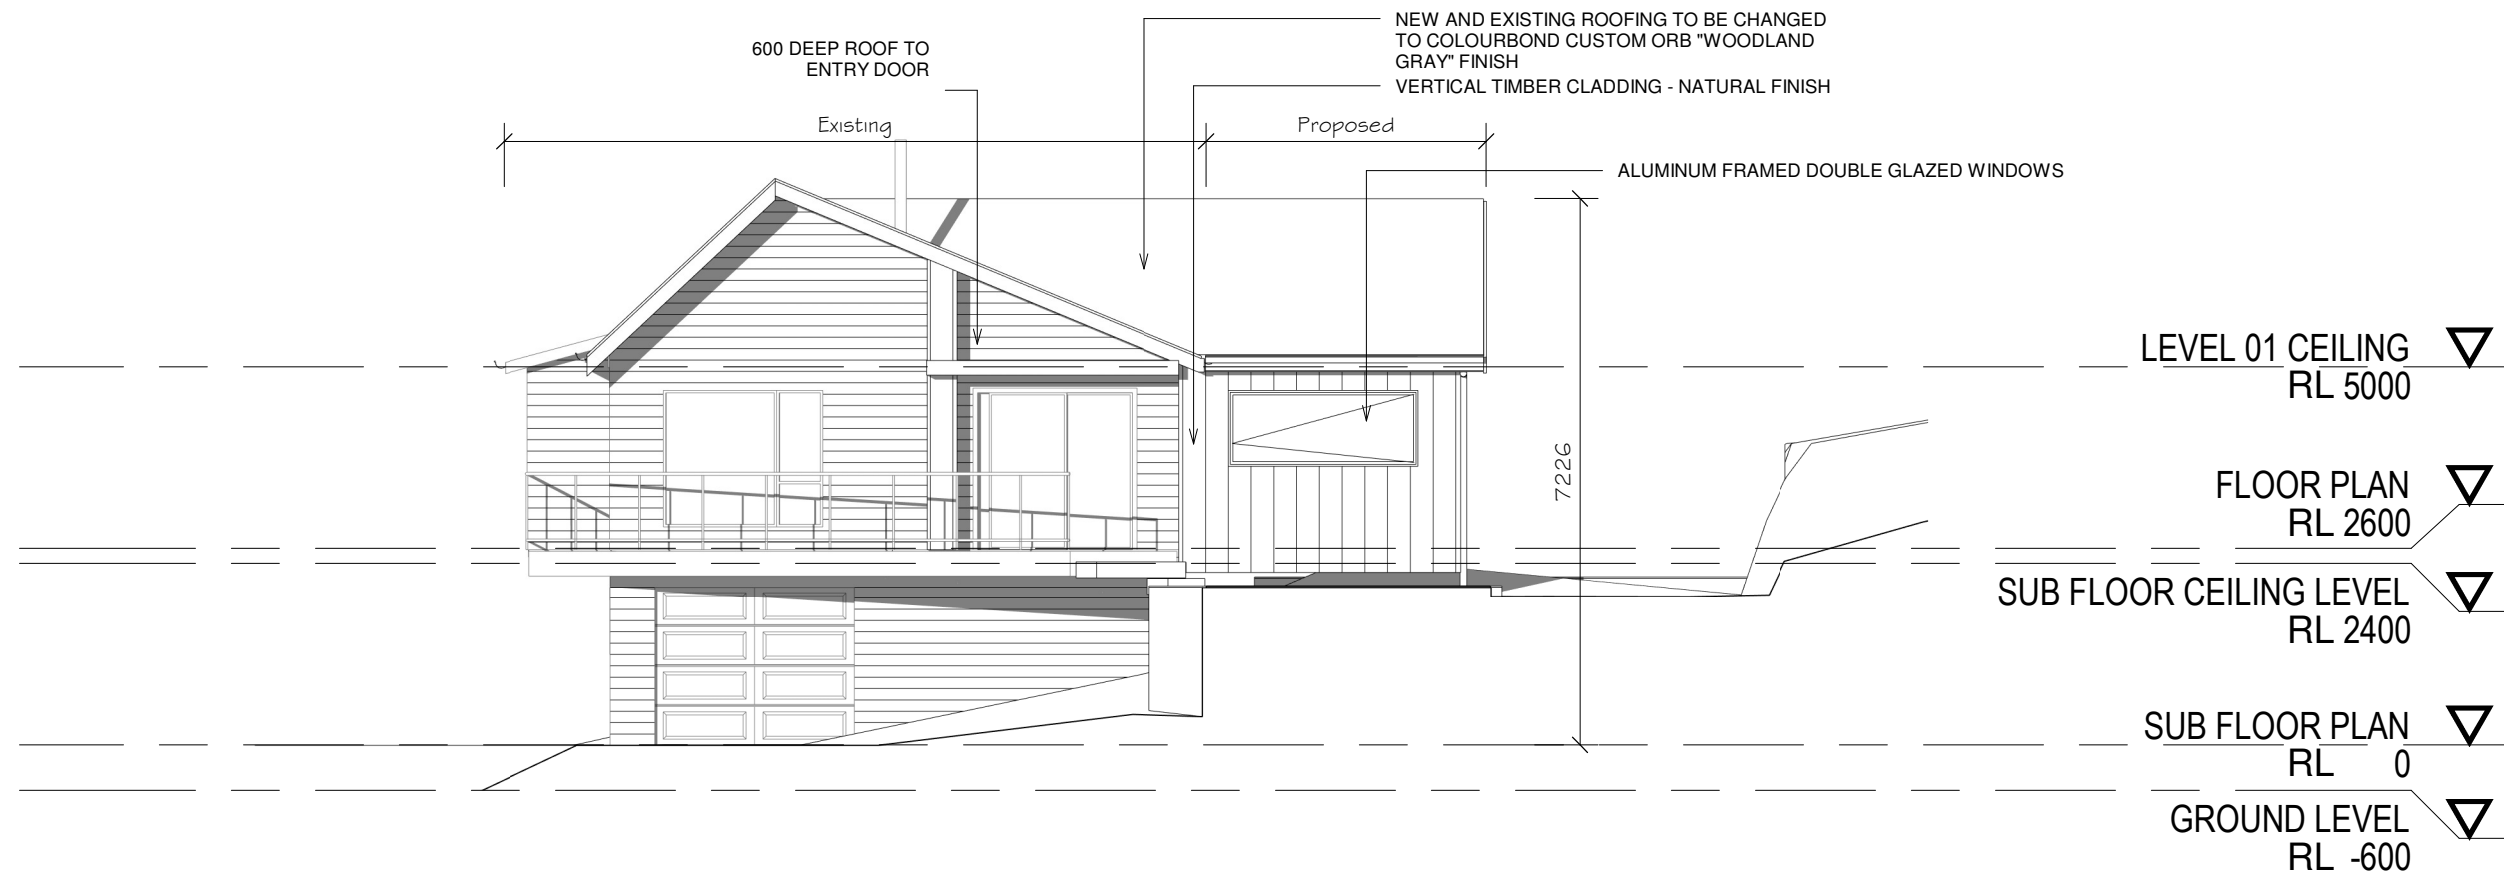 NEW AND EXISTING ROOFING TO BE CHANGED
TO COLOURBOND CUSTOM ORB "WOODLAND
GRAY" FINISH
600 DEEP ROOF TO
ENTRY DOOR
VERTICAL TIMBER CLADDING - NATURAL FINISH
Existing
Proposed
ALUMINUM FRAMED DOUBLE GLAZED WINDOWS
7226
LEVEL 01 CEILING
RL 5000
FLOOR PLAN
RL 2600
SUB FLOOR CEILING LEVEL
RL 2400
SUB FLOOR PLAN
RL 0
GROUND LEVEL
RL -600